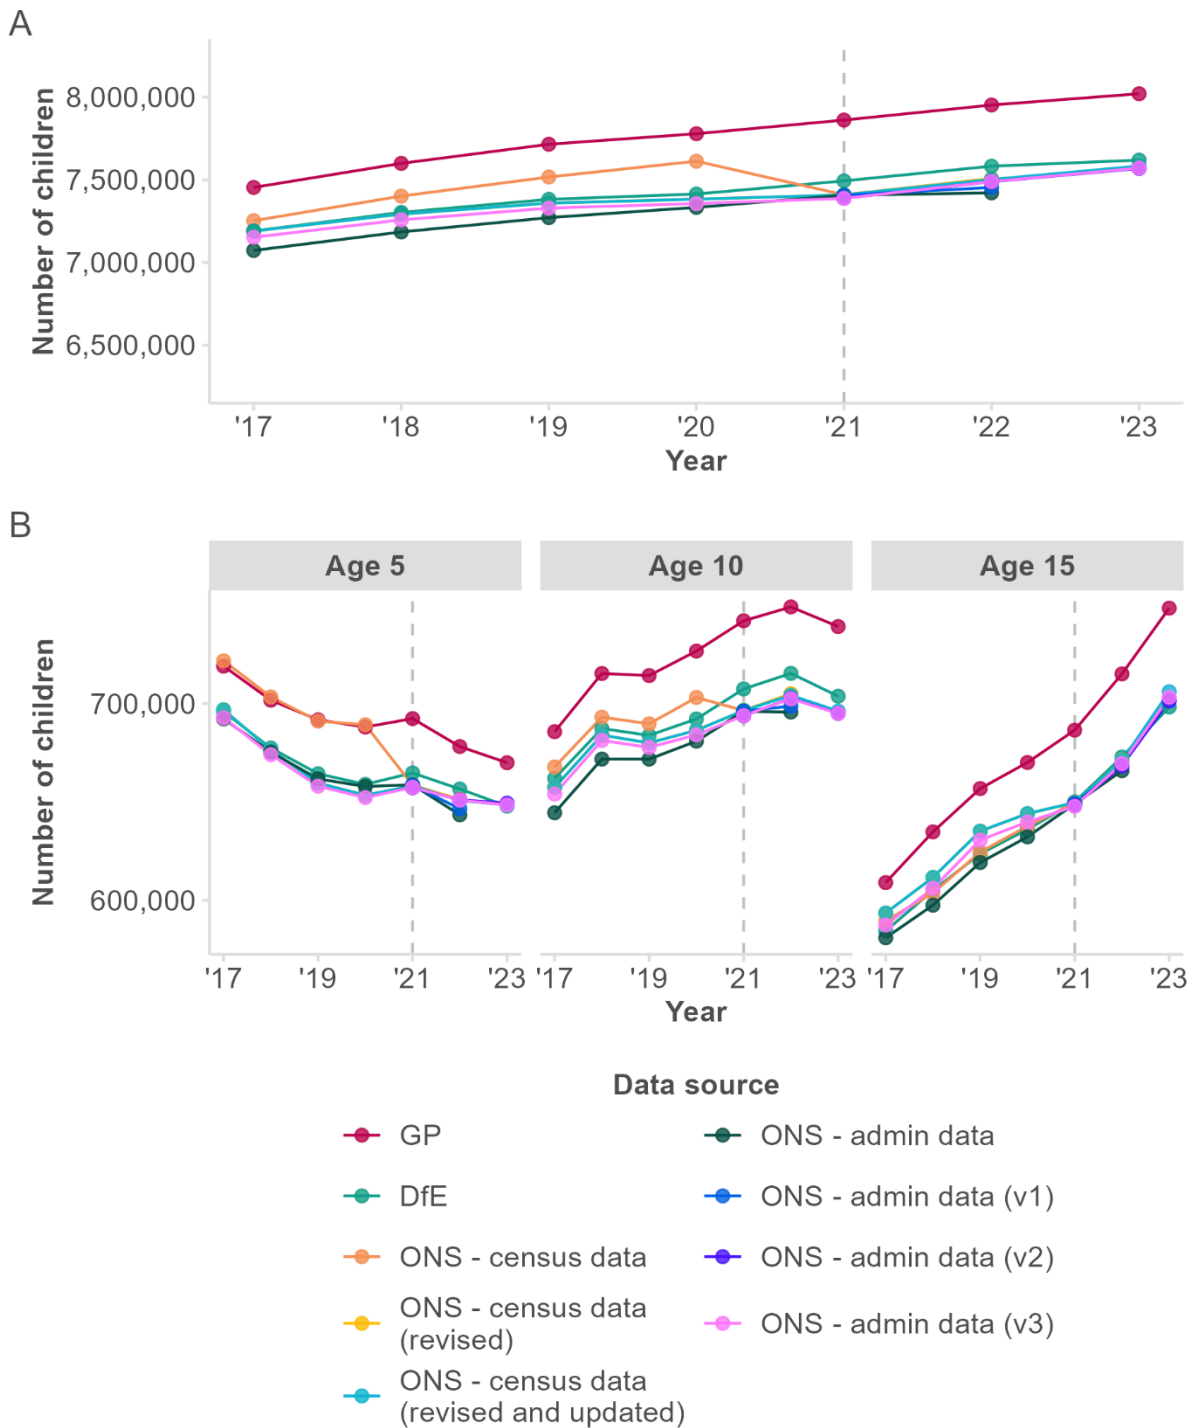 A
Number of children
8,000,000
7,500,000
7,000,000
6,500,000
'17 '18 '19 '20 '21 '22 '23
Year
B
Age 5 Age 10 Age 15
Number of children
700,000
600,000
'17 '19 '21 '23 '17 '19 '21 '23 '17 '19 '21 '23
Year
Data source
GP
DfE
ONS - census data
ONS - census data
(revised)
ONS - census data
(revised and updated)
ONS - admin data
ONS - admin data (v1)
ONS - admin data (v2)
ONS - admin data (v3)